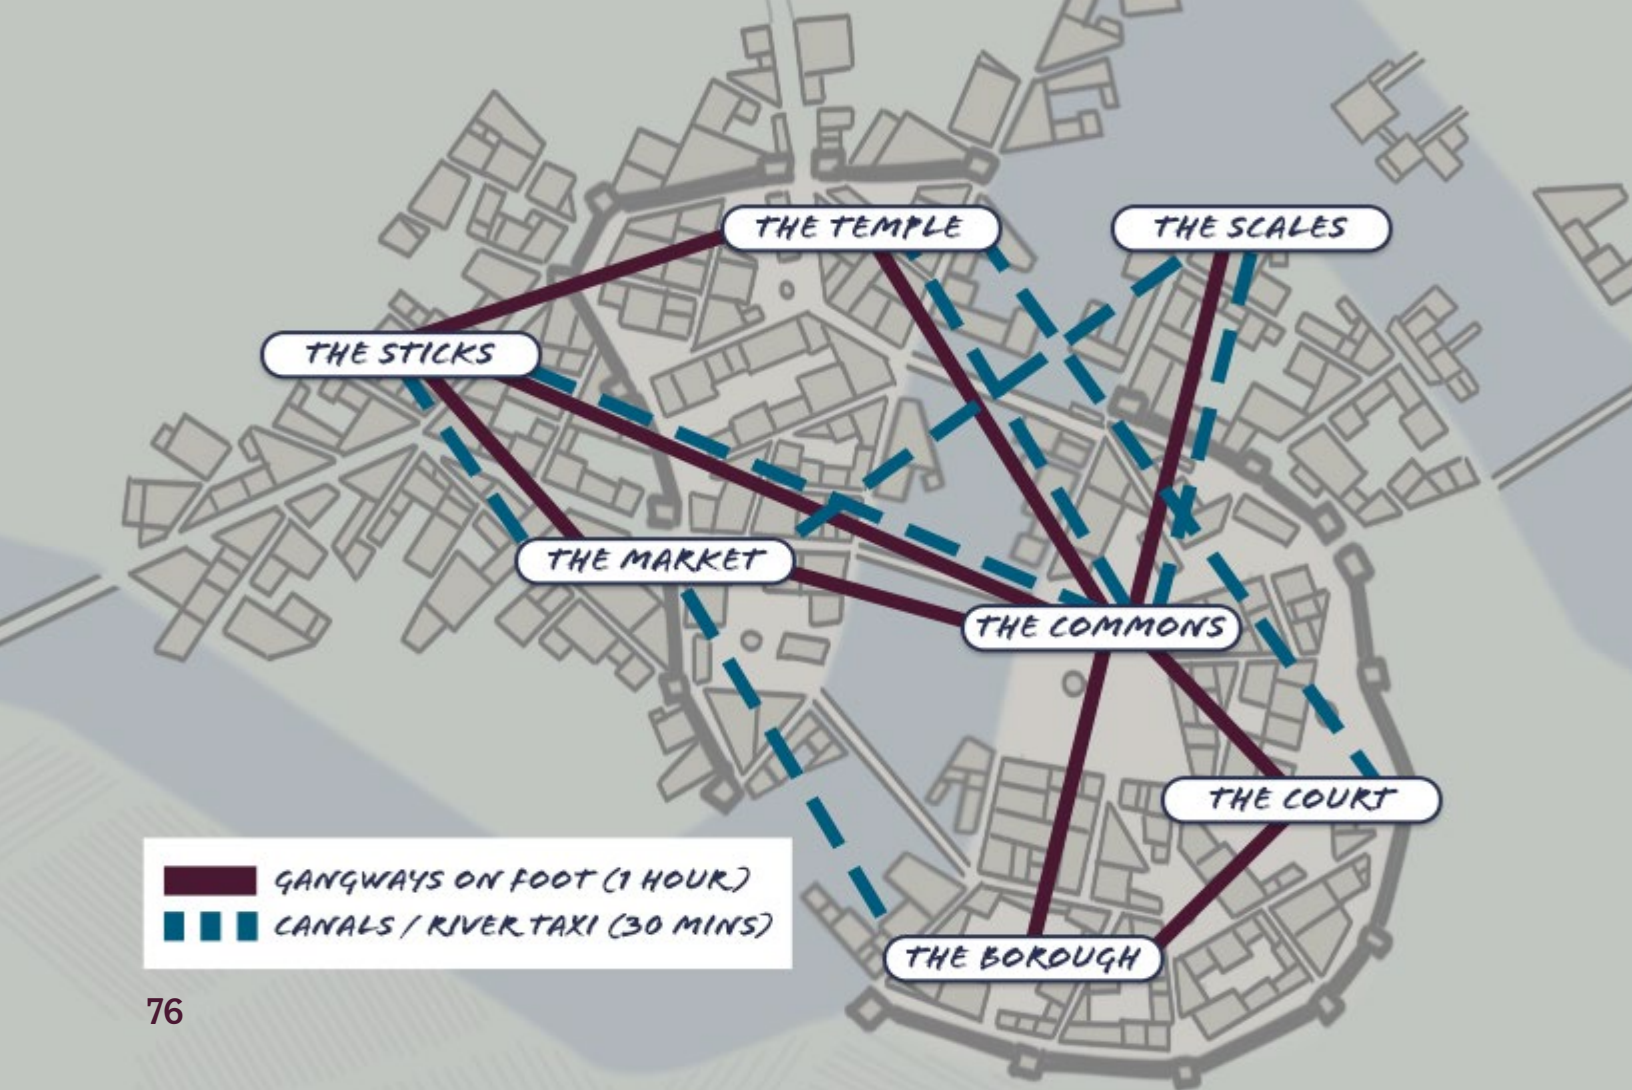 THE TEMPLE
THE SCALES
THE STICKS
THE MARKET
THE COMMONS
THE COURT
THE BOROUGH
GANGWAYS ON FOOT (1 HOUR)
CANALS / RIVER TAXI (30 MINS)
76